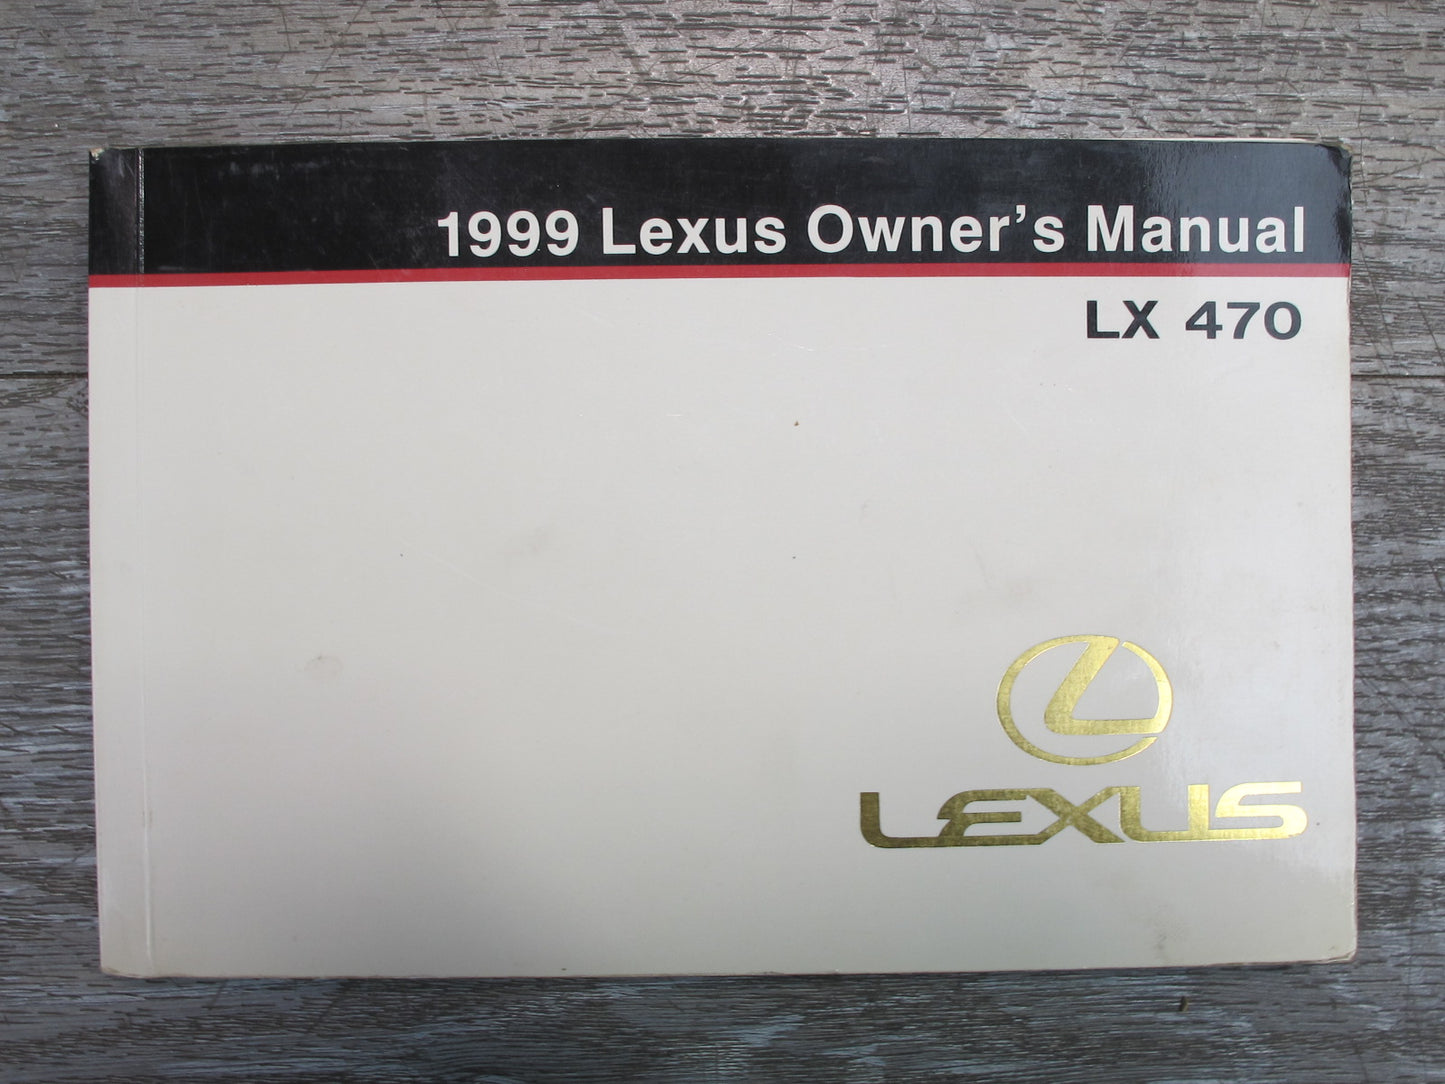 1999 Lexus Owner’s Manual
LX 470
LEXUS